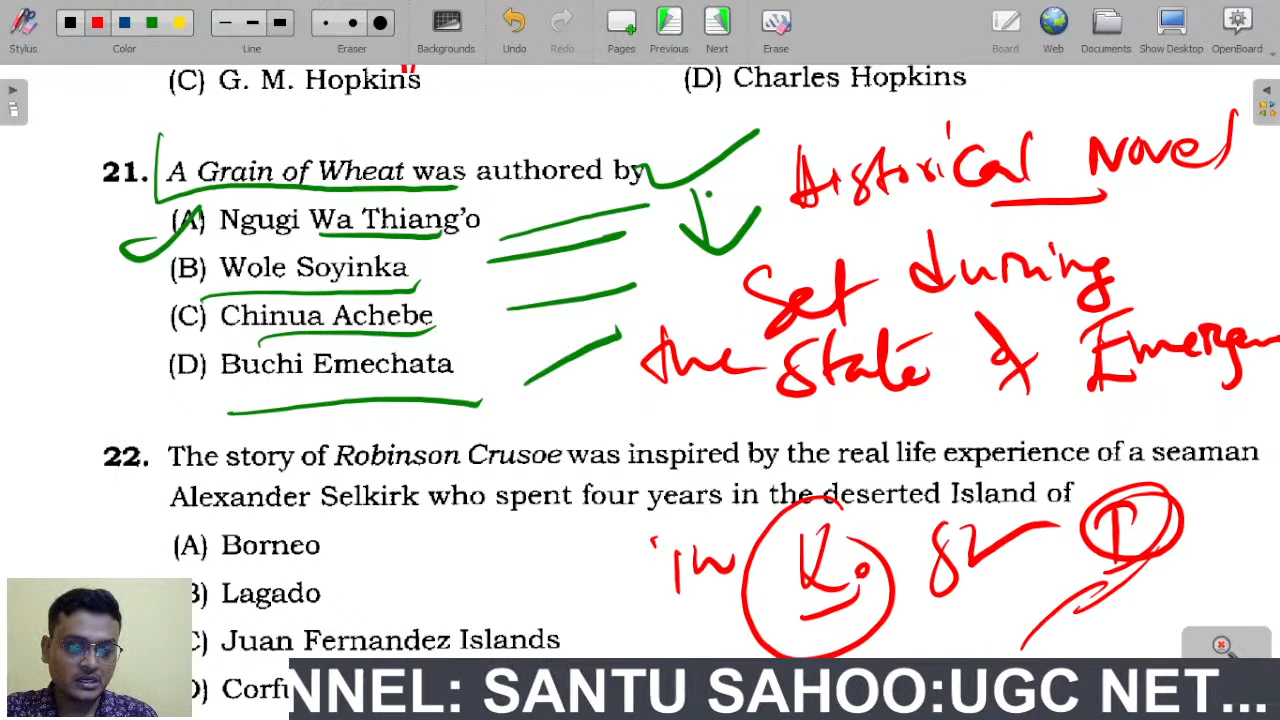 Stylus Color Line Eraser Backgrounds Undo Redo Pages Previous Next Erase Board Web Documents Show Desktop OpenBoard
(C) G. M. Hopkins (D) Charles Hopkins
21. A Grain of Wheat was authored by
(A) Ngugi Wa Thiang'o
(B) Wole Soyinka
(C) Chinua Achebe
(D) Buchi Emechata
Historical Novel
Set during
the State of Emergen
22. The story of Robinson Crusoe was inspired by the real life experience of a seaman
Alexander Selkirk who spent four years in the deserted Island of
(A) Borneo
B) Lagado
C) Juan Fernandez Islands
D) Corfu
in K.
NNEL: SANTU SAHOO:UGC NET...